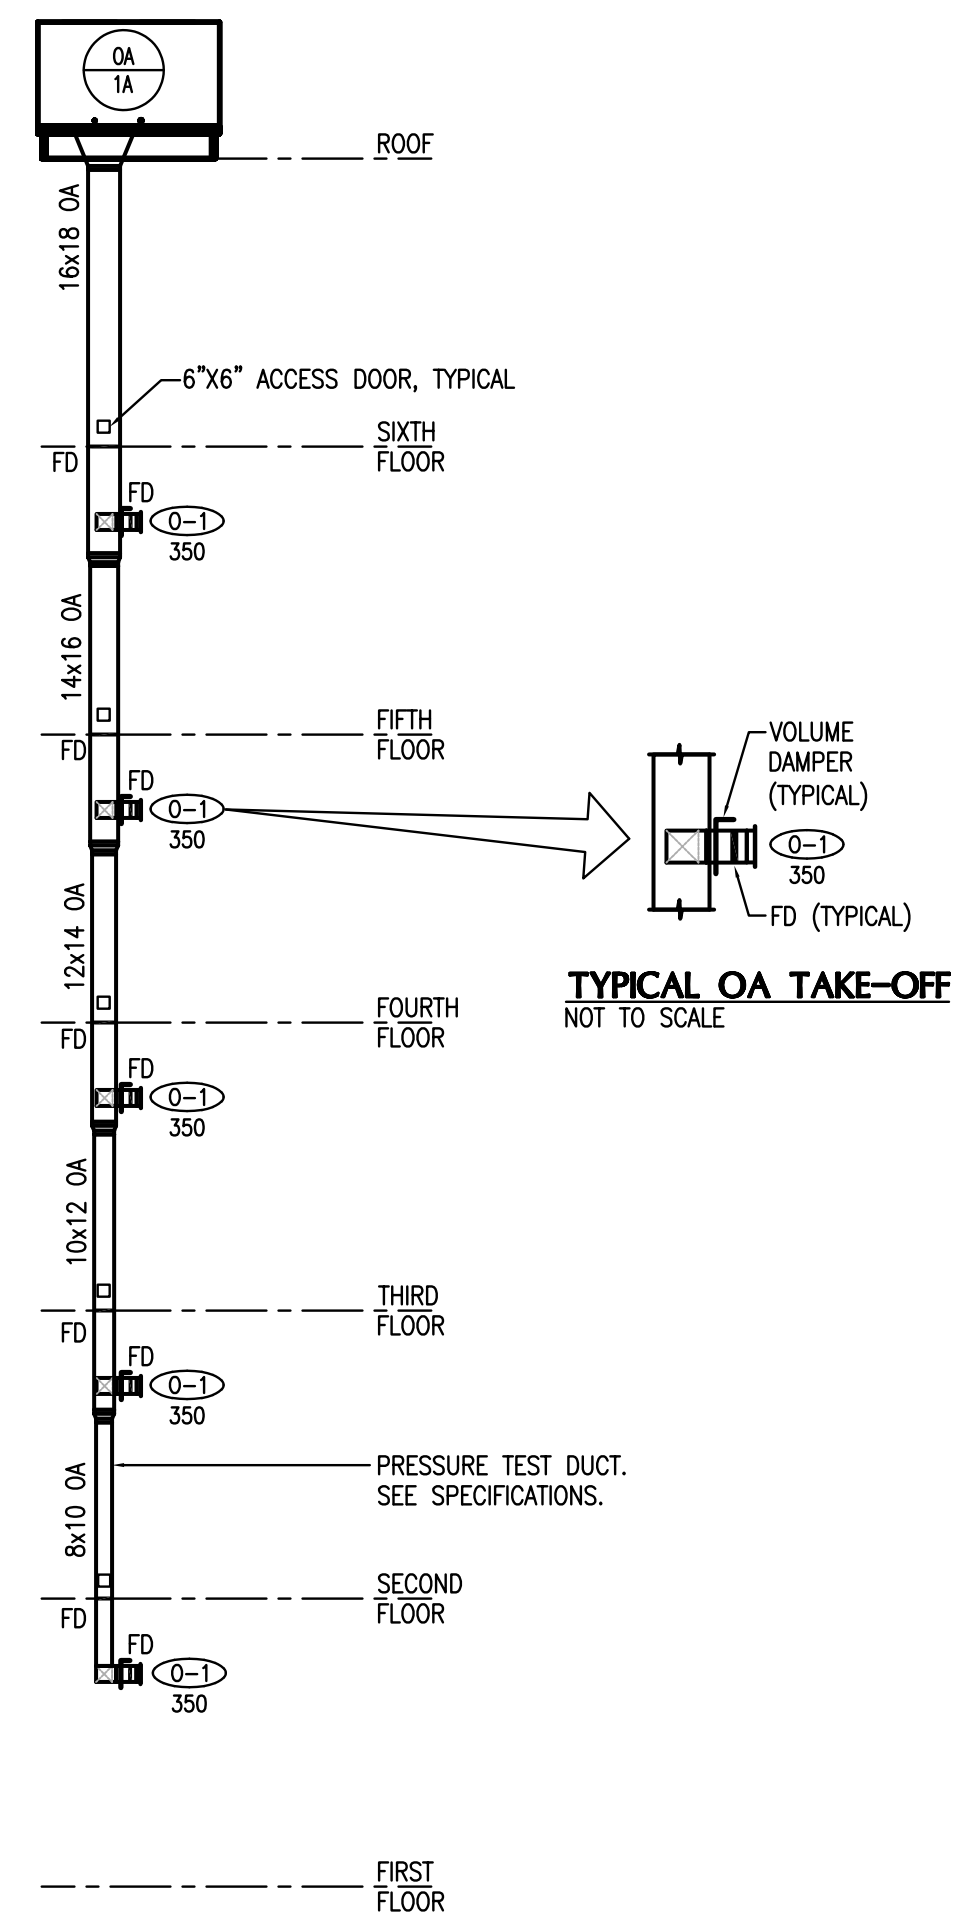 OA
1A
ROOF
16x18 OA
6"X6" ACCESS DOOR, TYPICAL
SIXTH
FLOOR
FD
FD
O-1
350
14x16 OA
FIFTH
FLOOR
FD
FD
O-1
350
VOLUME
DAMPER
(TYPICAL)
O-1
350
FD (TYPICAL)
TYPICAL OA TAKE-OFF
NOT TO SCALE
12x14 OA
FOURTH
FLOOR
FD
FD
O-1
350
10x12 OA
THIRD
FLOOR
FD
FD
O-1
350
PRESSURE TEST DUCT.
SEE SPECIFICATIONS.
8x10 OA
SECOND
FLOOR
FD
FD
O-1
350
FIRST
FLOOR